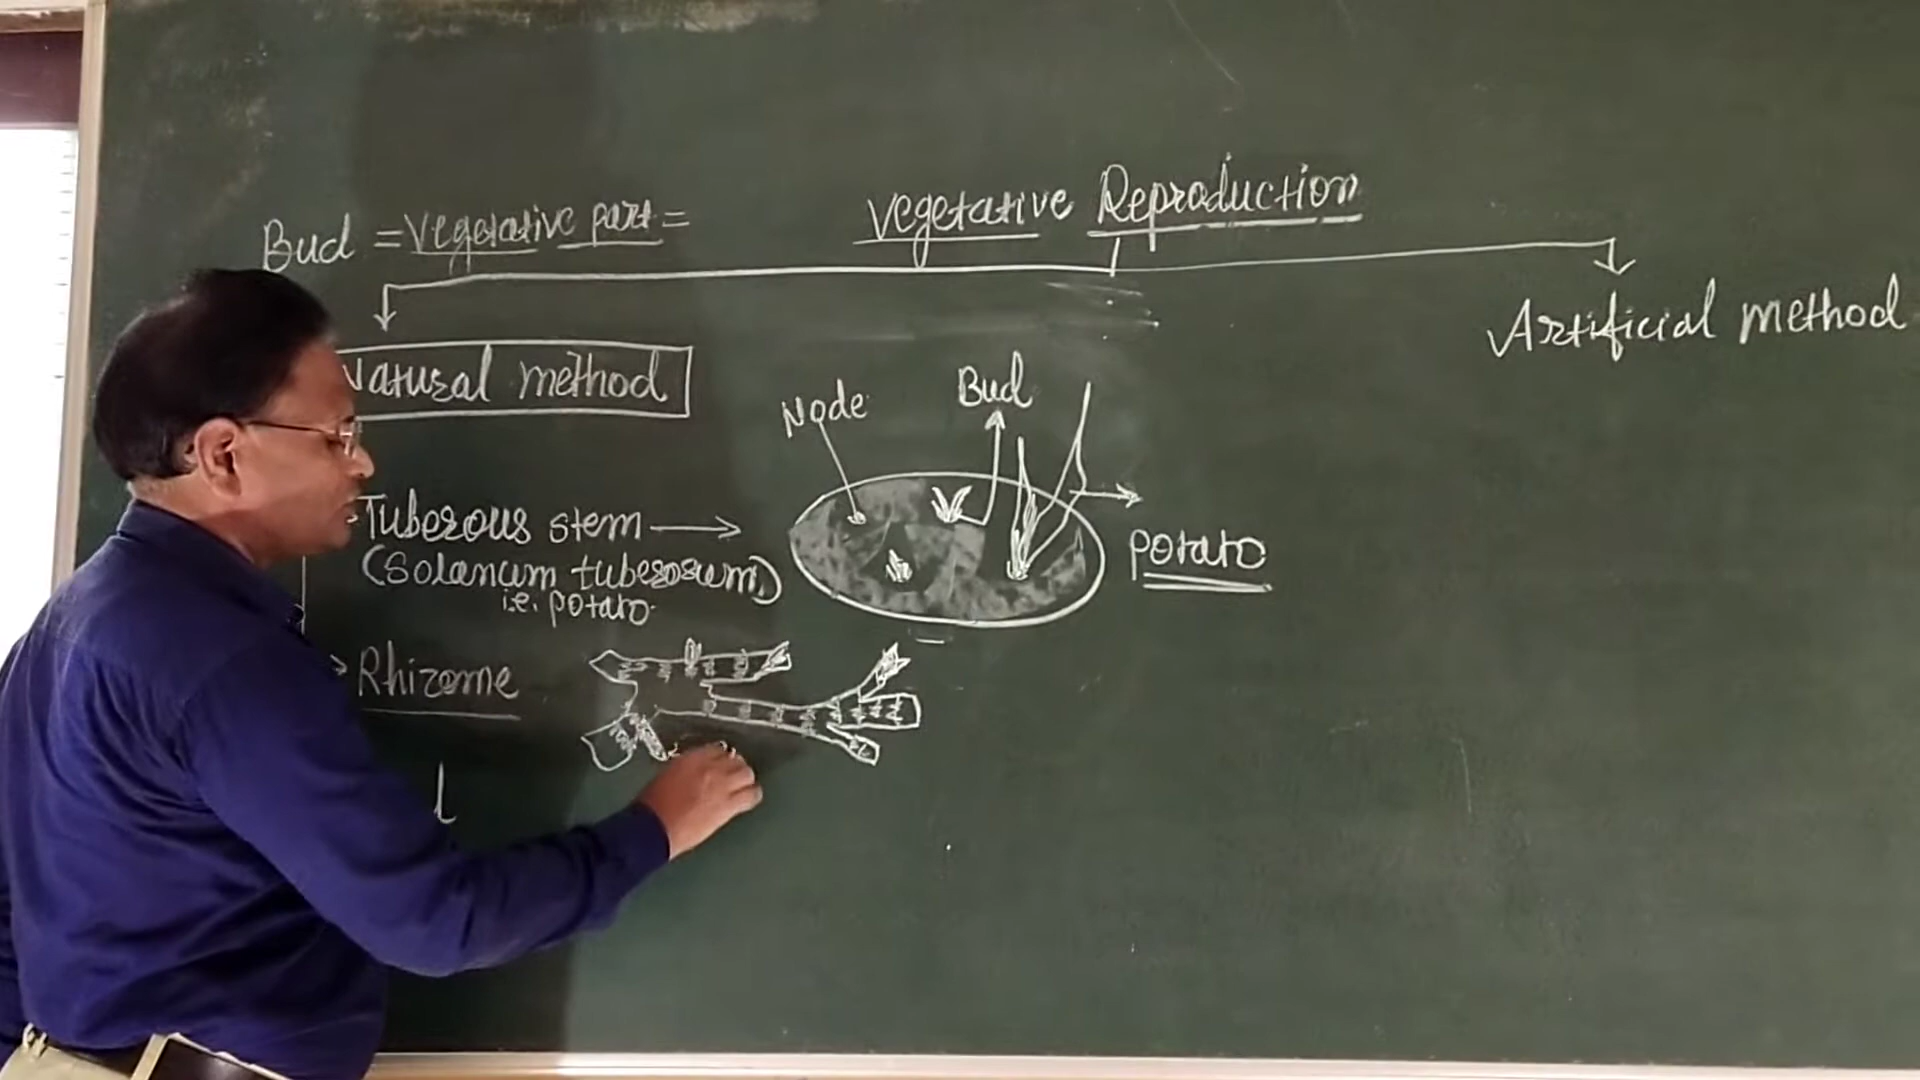 Bud = Vegetative part =
Vegetative Reproduction
Natural method
Artificial method
Node
Bud
Tuberous stem
(Solanum tuberosum)
i.e. potato
potato
Rhizome